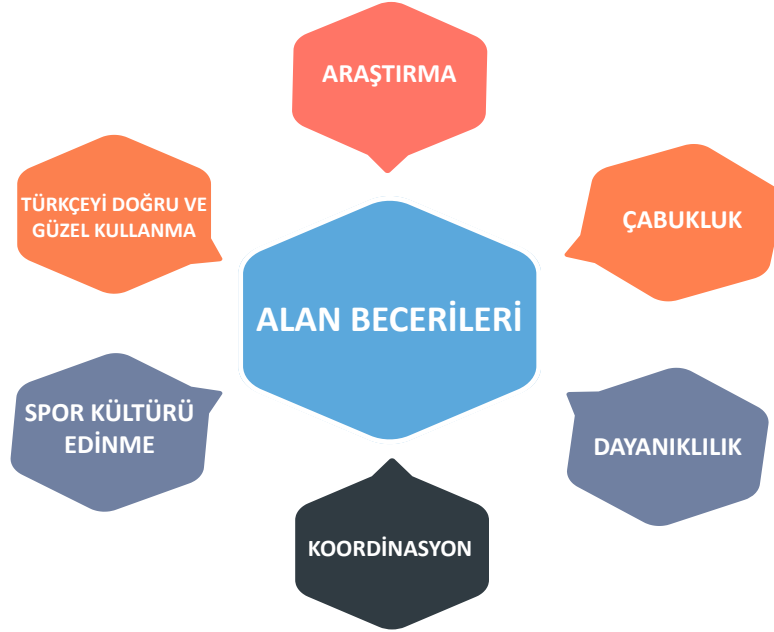 ARAŞTIRMA
TÜRKÇEYİ DOĞRU VE
GÜZEL KULLANMA
ÇABUKLUK
ALAN BECERİLERİ
SPOR KÜLTÜRÜ
EDİNME
DAYANIKLILIK
KOORDİNASYON